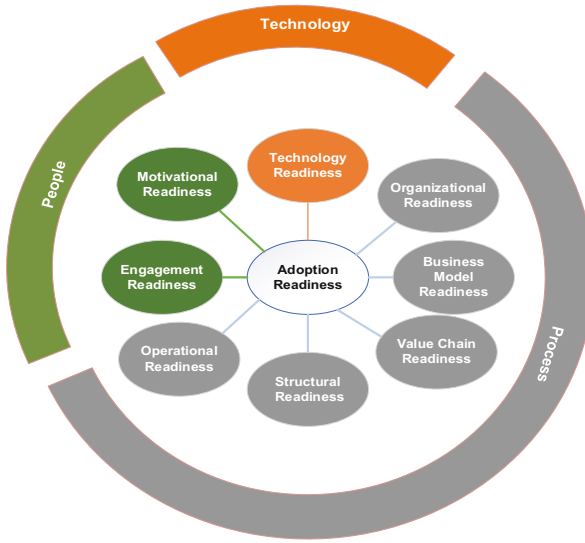 Technology
People
Process
Technology
Readiness
Motivational
Readiness
Organizational
Readiness
Engagement
Readiness
Adoption
Readiness
Business
Model
Readiness
Operational
Readiness
Value Chain
Readiness
Structural
Readiness